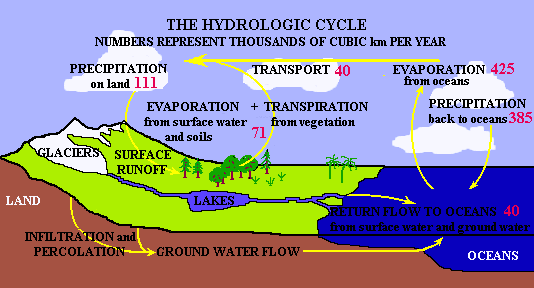 THE HYDROLOGIC CYCLE
NUMBERS REPRESENT THOUSANDS OF CUBIC km PER YEAR
PRECIPITATION
on land 111
TRANSPORT 40
EVAPORATION 425
from oceans
PRECIPITATION
back to oceans 385
EVAPORATION + TRANSPIRATION
from surface water from vegetation
and soils 71
GLACIERS
SURFACE
RUNOFF
LAND
LAKES
RETURN FLOW TO OCEANS 40
from surface water and ground water
INFILTRATION and
PERCOLATION
GROUND WATER FLOW
OCEANS